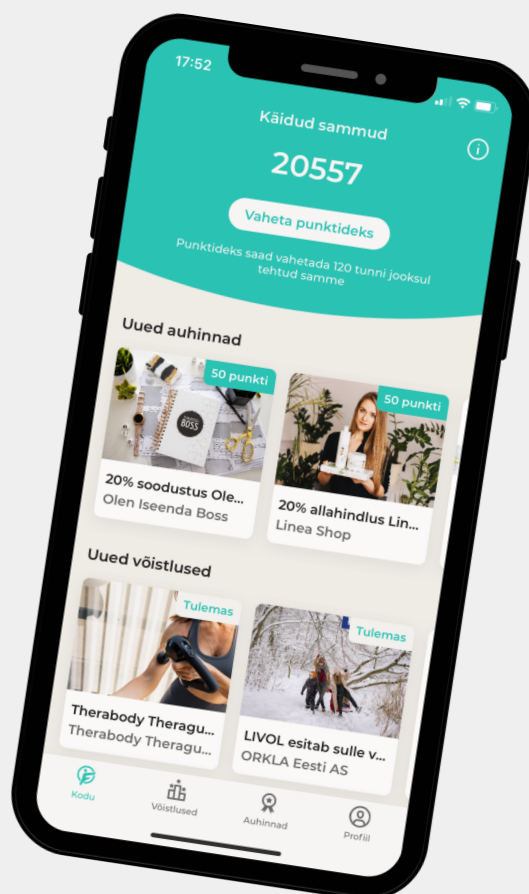 17:52
Käidud sammud
20557
Vaheta punktideks
Punktideks saad vahetada 120 tunni jooksul
tehtud samme
Uued auhinnad
50 punkti
50 punkti
BOSS
20% soodustus Ole...
Olen Iseenda Boss
20% allahindlus Lin...
Linea Shop
Uued võistlused
Tulemas
Tulemas
Therabody Theragu...
Therabody Theragu...
LIVOL esitab sulle v...
ORKLA Eesti AS
Kodu
Võistlused
Auhinnad
Profiil